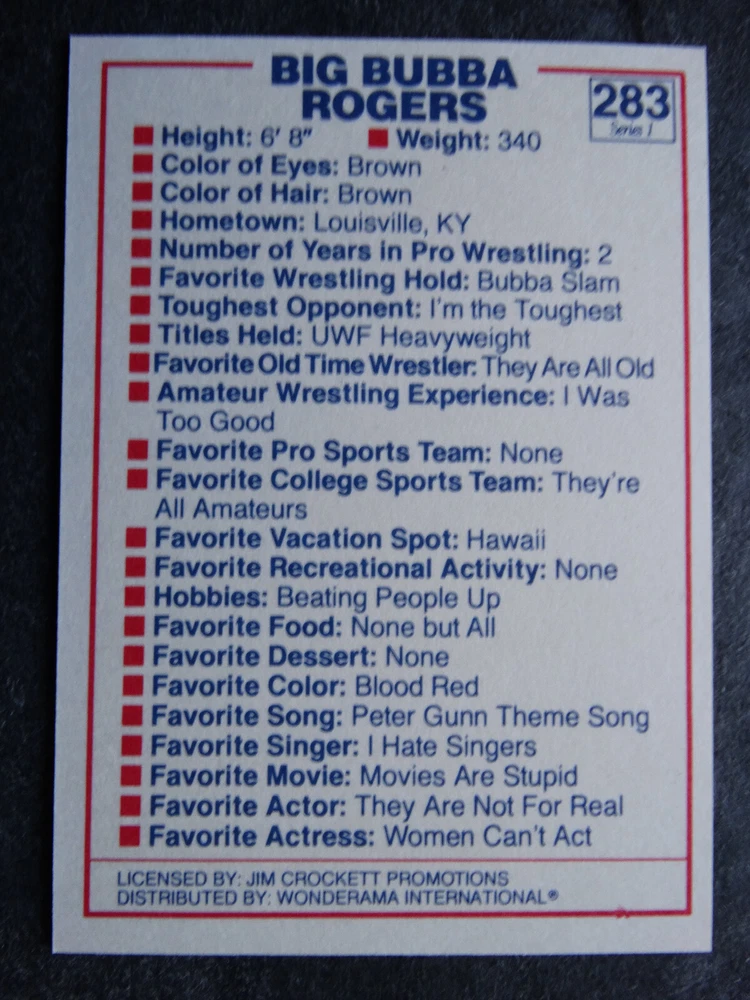 BIG BUBBA
ROGERS
283
Series 1
Height: 6' 8" Weight: 340
Color of Eyes: Brown
Color of Hair: Brown
Hometown: Louisville, KY
Number of Years in Pro Wrestling: 2
Favorite Wrestling Hold: Bubba Slam
Toughest Opponent: I'm the Toughest
Titles Held: UWF Heavyweight
Favorite Old Time Wrestler: They Are All Old
Amateur Wrestling Experience: I Was
Too Good
Favorite Pro Sports Team: None
Favorite College Sports Team: They're
All Amateurs
Favorite Vacation Spot: Hawaii
Favorite Recreational Activity: None
Hobbies: Beating People Up
Favorite Food: None but All
Favorite Dessert: None
Favorite Color: Blood Red
Favorite Song: Peter Gunn Theme Song
Favorite Singer: I Hate Singers
Favorite Movie: Movies Are Stupid
Favorite Actor: They Are Not For Real
Favorite Actress: Women Can't Act
LICENSED BY: JIM CROCKETT PROMOTIONS
DISTRIBUTED BY: WONDERAMA INTERNATIONAL®